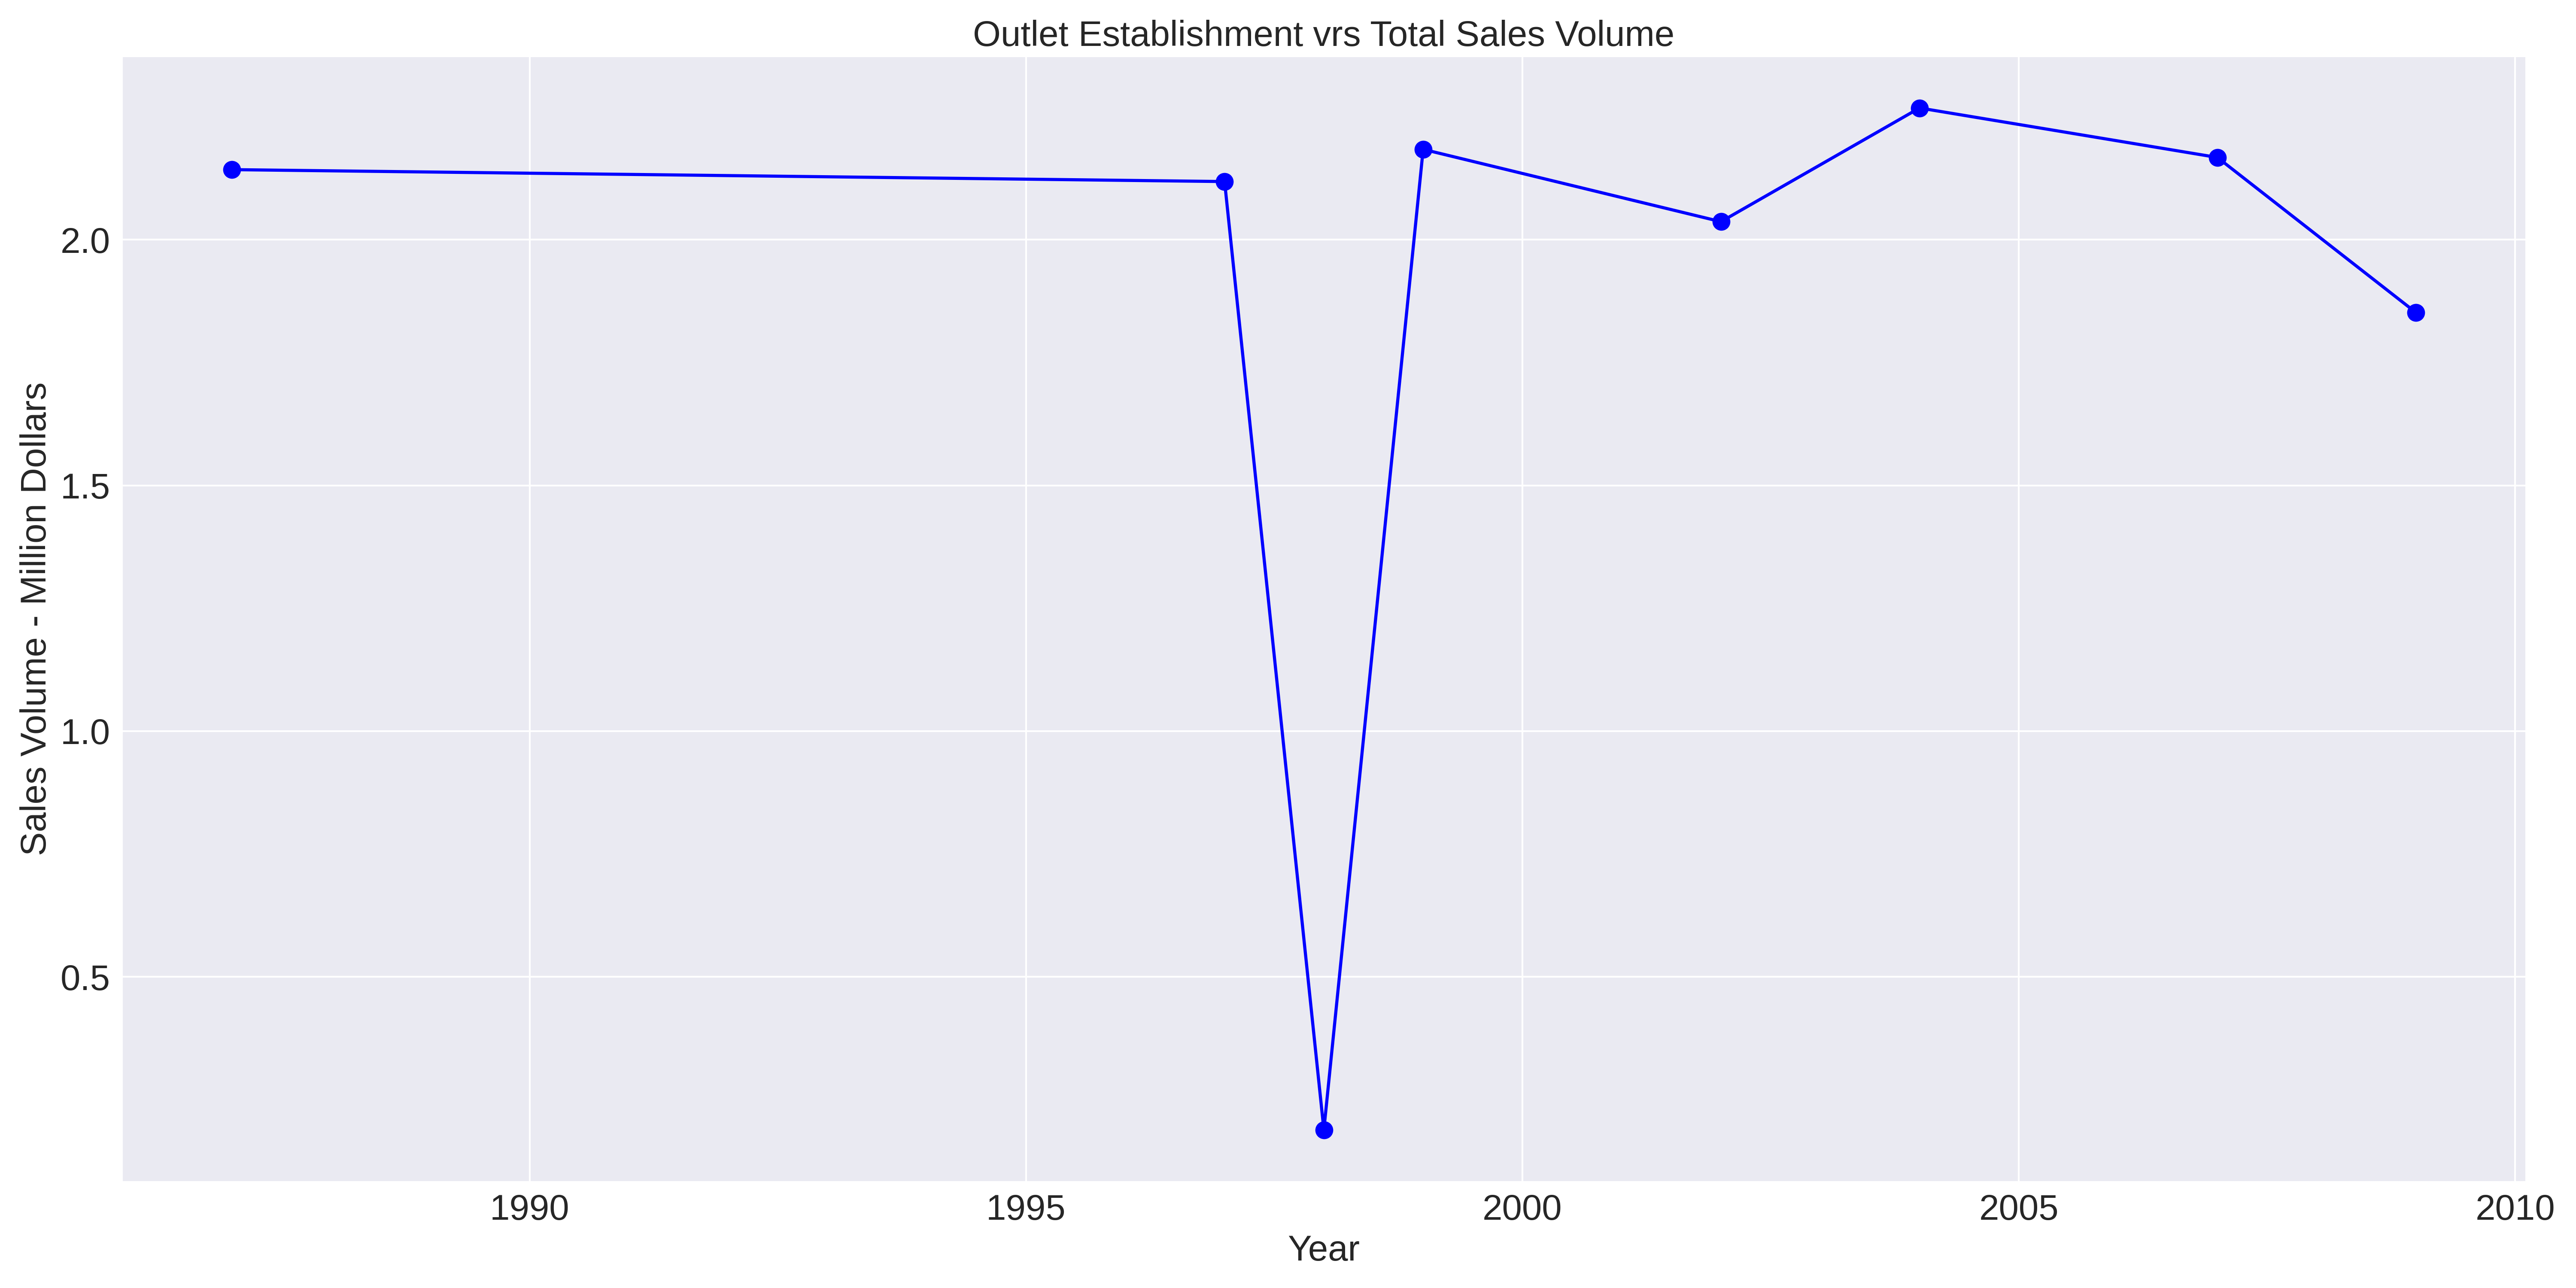 Outlet Establishment vrs Total Sales Volume
Sales Volume - Million Dollars
2.0
1.5
1.0
0.5
1990 1995 2000 2005 2010
Year